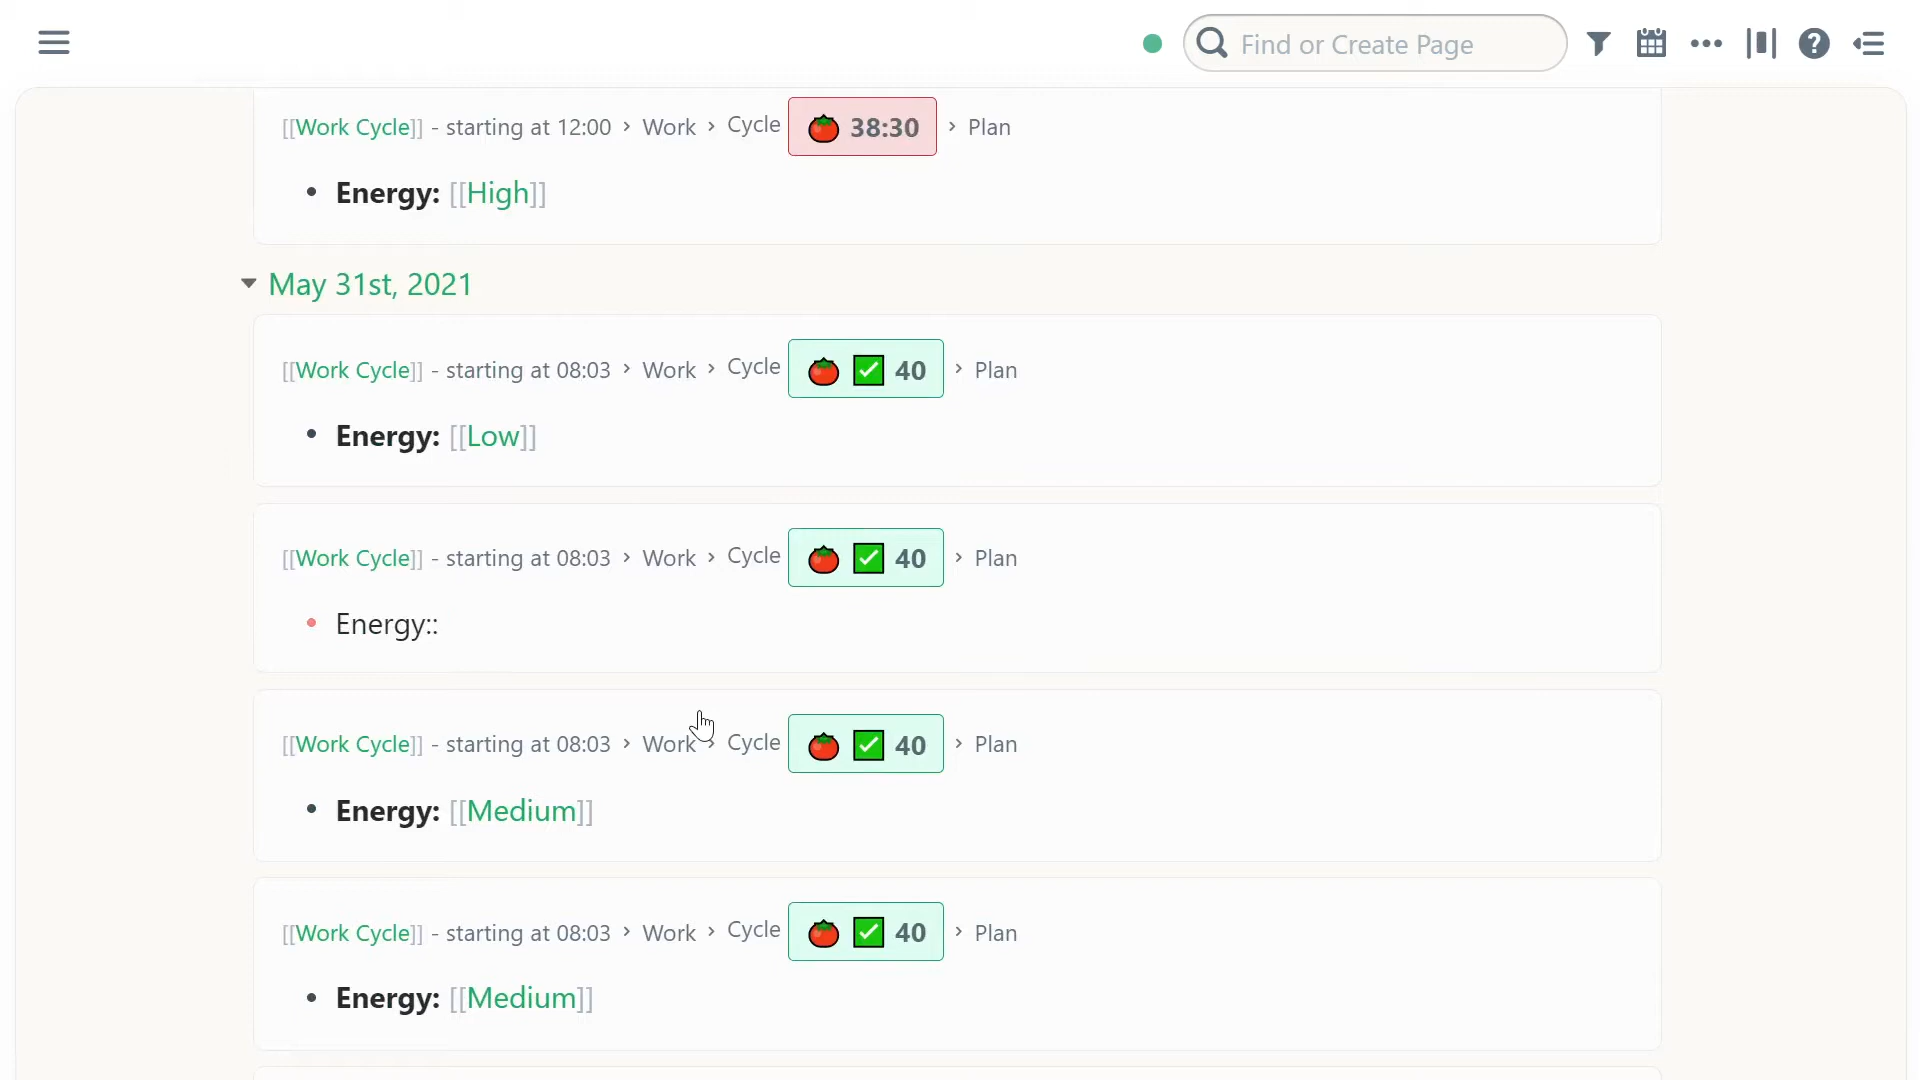 Find or Create Page
[[Work Cycle]] - starting at 12:00 › Work › Cycle 🍅 38:30 › Plan
• Energy: [[High]]
May 31st, 2021
[[Work Cycle]] - starting at 08:03 › Work › Cycle 🍅 ✅ 40 › Plan
• Energy: [[Low]]
[[Work Cycle]] - starting at 08:03 › Work › Cycle 🍅 ✅ 40 › Plan
• Energy::
[[Work Cycle]] - starting at 08:03 › Work › Cycle 🍅 ✅ 40 › Plan
• Energy: [[Medium]]
[[Work Cycle]] - starting at 08:03 › Work › Cycle 🍅 ✅ 40 › Plan
• Energy: [[Medium]]